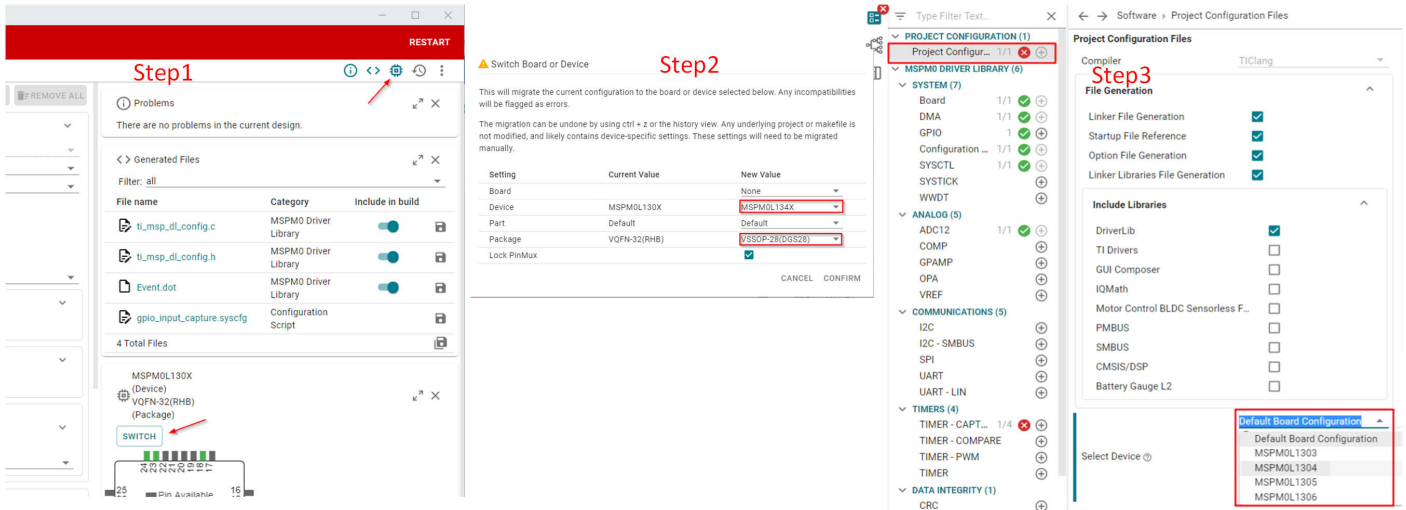 RESTART
Step1
REMOVE ALL
Problems
There are no problems in the current design.
Generated Files
Filter: all
File name Category Include in build
ti_msp_dl_config.c MSPM0 Driver
Library
ti_msp_dl_config.h MSPM0 Driver
Library
Event.dot MSPM0 Driver
Library
gpio_input_capture.syscfg Configuration
Script
4 Total Files
MSPM0L130X
(Device)
VQFN-32(RHB)
(Package)
SWITCH
24 23 22 21 20 19 18 17
25 Pin Available 16
Step2
Switch Board or Device
This will migrate the current configuration to the board or device selected below. Any incompatibilities
will be flagged as errors.
The migration can be undone by using ctrl + z or the history view. Any underlying project or makefile is
not modified, and likely contains device-specific settings. These settings will need to be migrated
manually.
Setting Current Value New Value
Board None
Device MSPM0L130X MSPM0L134X
Part Default Default
Package VQFN-32(RHB) VSSOP-28(DGS28)
Lock PinMux
CANCEL CONFIRM
Type Filter Text...
PROJECT CONFIGURATION (1)
Project Configur... 1/1
MSPM0 DRIVER LIBRARY (6)
SYSTEM (7)
Board 1/1
DMA 1/1
GPIO 1
Configuration ... 1/1
SYSCTL 1/1
SYSTICK
WWDT
ANALOG (5)
ADC12 1/1
COMP
GPAMP
OPA
VREF
COMMUNICATIONS (5)
I2C
I2C - SMBUS
SPI
UART
UART - LIN
TIMERS (4)
TIMER - CAPT... 1/4
TIMER - COMPARE
TIMER - PWM
TIMER
DATA INTEGRITY (1)
CRC
Software Project Configuration Files
Project Configuration Files
Compiler TIClang
Step3
File Generation
Linker File Generation
Startup File Reference
Option File Generation
Linker Libraries File Generation
Include Libraries
DriverLib
TI Drivers
GUI Composer
IQMath
Motor Control BLDC Sensorless F...
PMBUS
SMBUS
CMSIS/DSP
Battery Gauge L2
Default Board Configuration
Select Device
Default Board Configuration
MSPM0L1303
MSPM0L1304
MSPM0L1305
MSPM0L1306